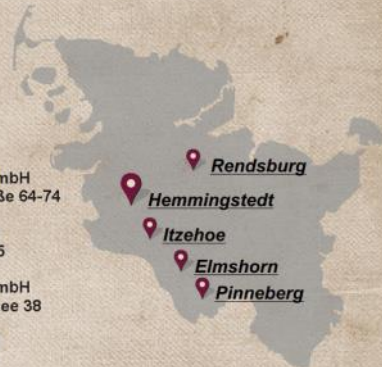 mbH
ße 64-74
5
mbH
ee 38
Rendsburg
Hemmingstedt
Itzehoe
Elmshorn
Pinneberg